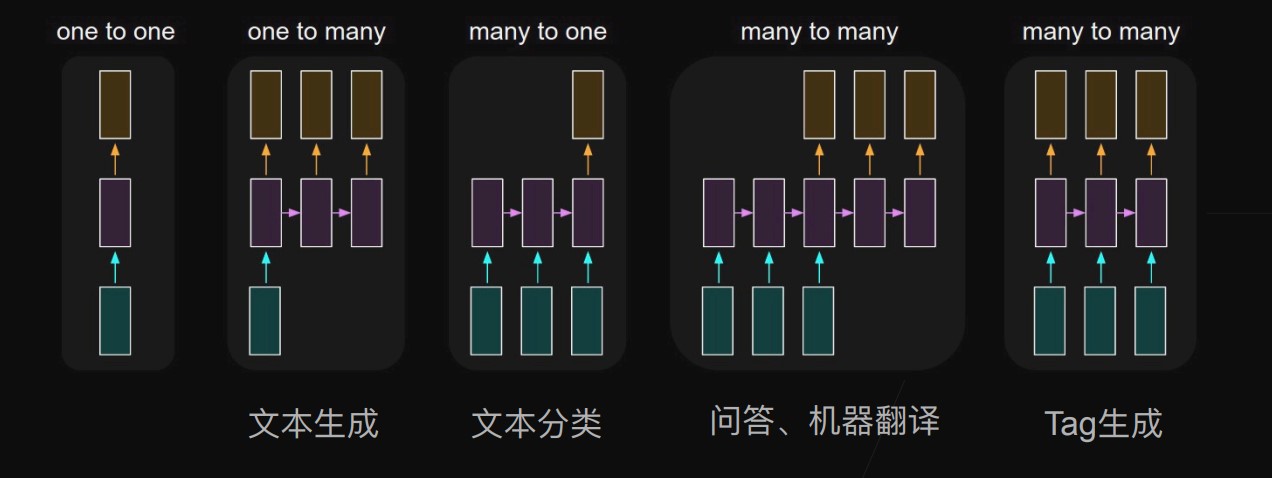 one to one
one to many
many to one
many to many
many to many
文本生成
文本分类
问答、机器翻译
Tag生成